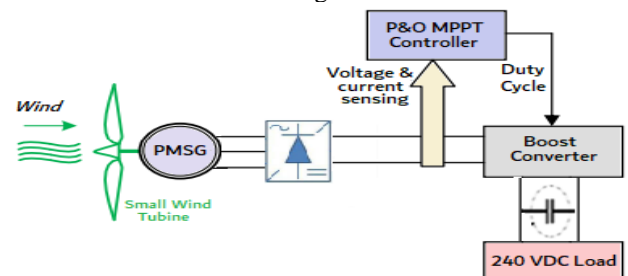 P&O MPPT
Controller
Voltage &
current
sensing
Duty
Cycle
Wind
PMSG
Boost
Converter
Small Wind
Tubine
240 VDC Load